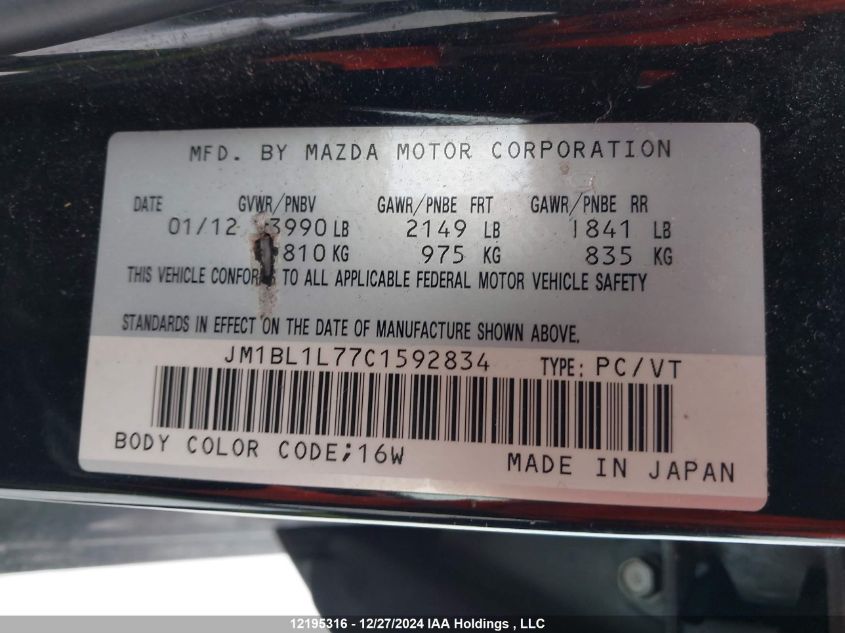 MFD. BY MAZDA MOTOR CORPORATION
DATE GVWR/PNBV GAWR/PNBE FRT GAWR/PNBE RR
01/12 3990 LB 2149 LB 1841 LB
810 KG 975 KG 835 KG
THIS VEHICLE TO ALL APPLICABLE FEDERAL MOTOR VEHICLE SAFETY
STANDARDS IN EFFECT ON THE DATE OF MANUFACTURE SHOWN ABOVE.
JM1BL1L77C1592834 TYPE: PC/VT
BODY COLOR CODE;16W
MADE IN JAPAN
12195316 - 12/27/2024 IAA Holdings , LLC